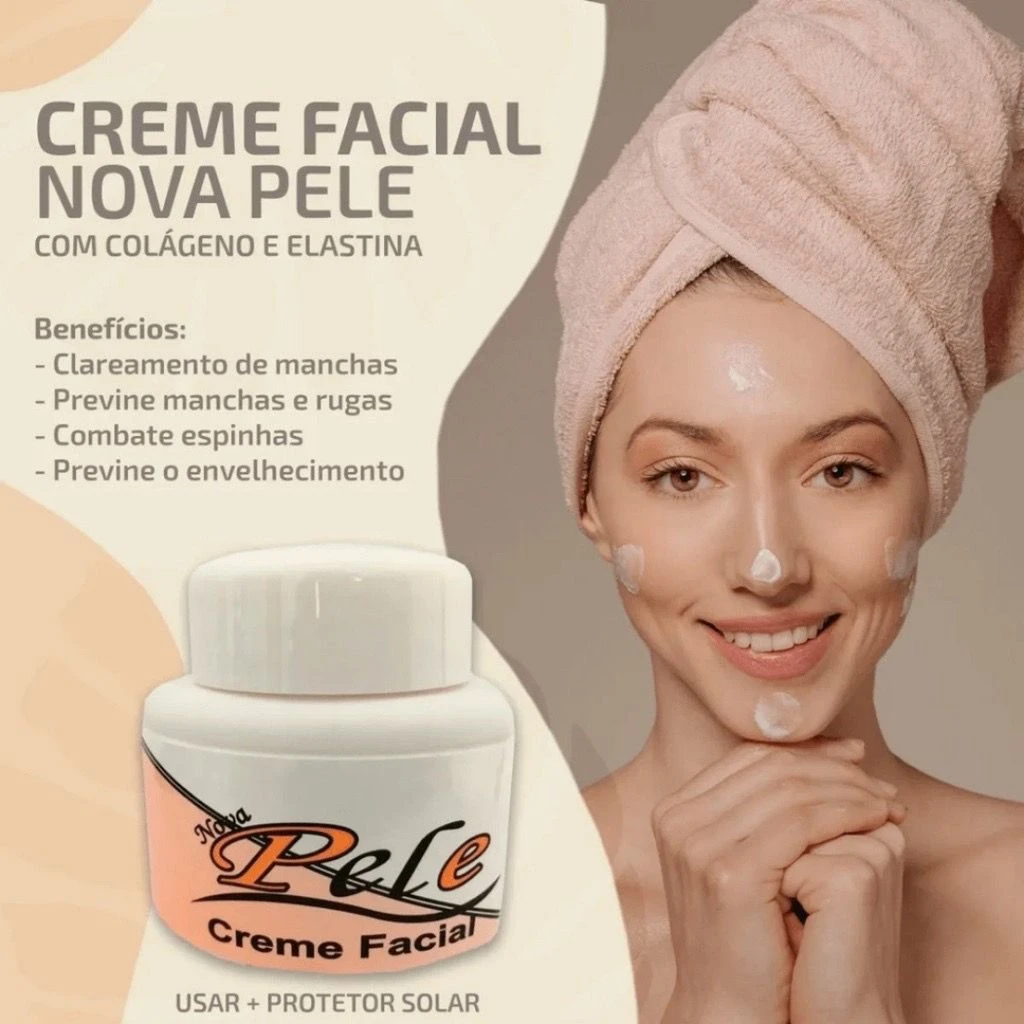 CREME FACIAL
NOVA PELE
COM COLÁGENO E ELASTINA
Benefícios:
- Clareamento de manchas
- Previne manchas e rugas
- Combate espinhas
- Previne o envelhecimento
Nova
Pele
Creme Facial
USAR + PROTETOR SOLAR